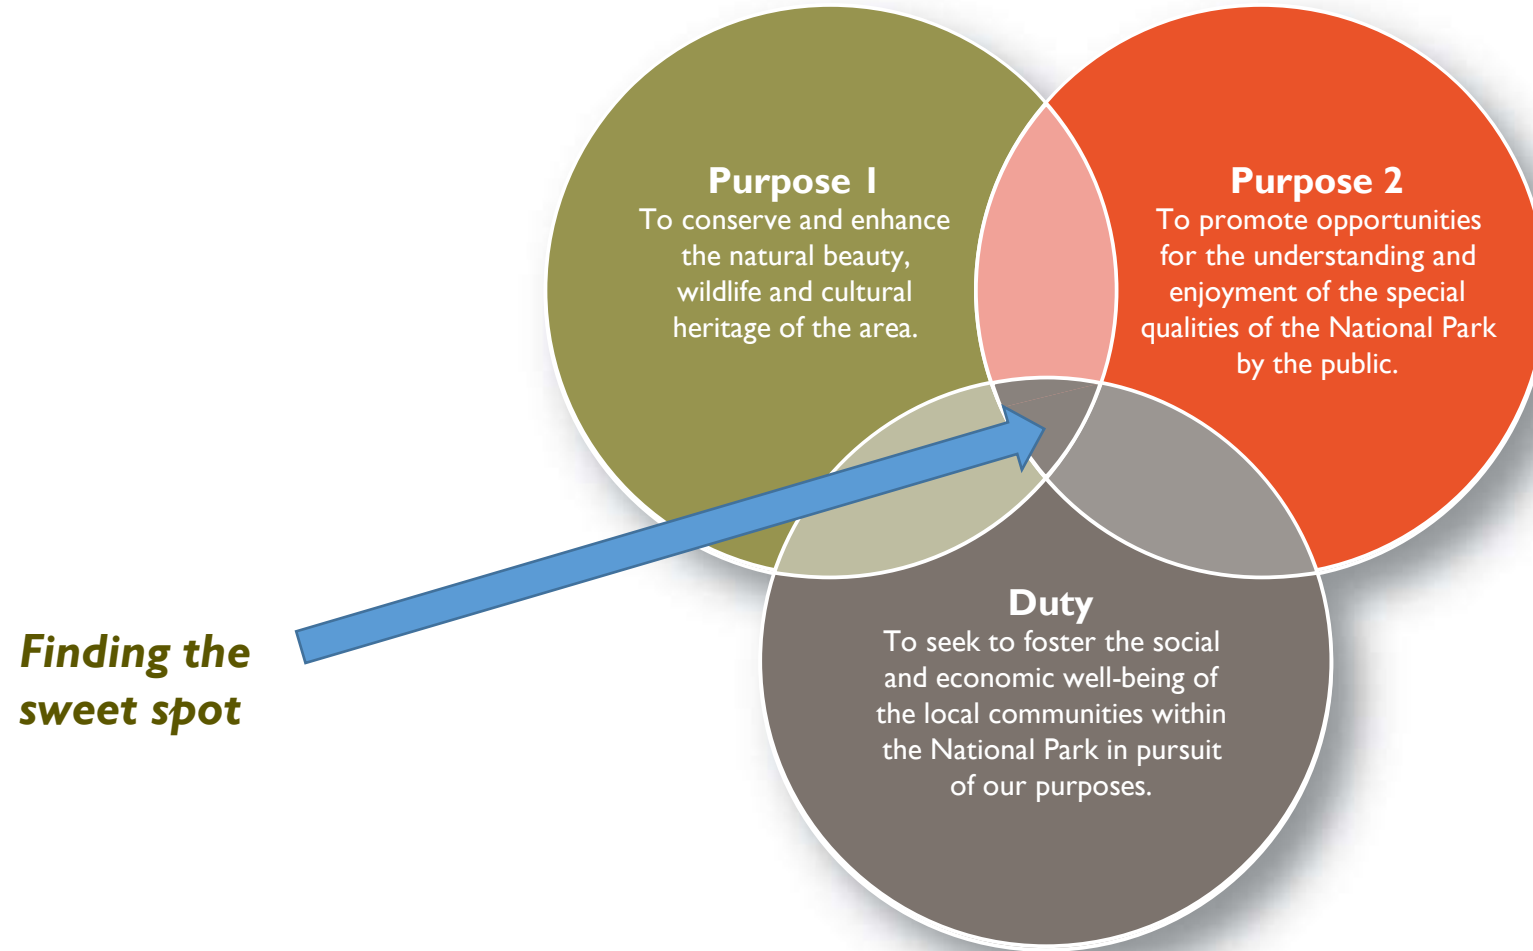 Purpose 1
To conserve and enhance
the natural beauty,
wildlife and cultural
heritage of the area.
Purpose 2
To promote opportunities
for the understanding and
enjoyment of the special
qualities of the National Park
by the public.
Finding the
sweet spot
Duty
To seek to foster the social
and economic well-being of
the local communities within
the National Park in pursuit
of our purposes.